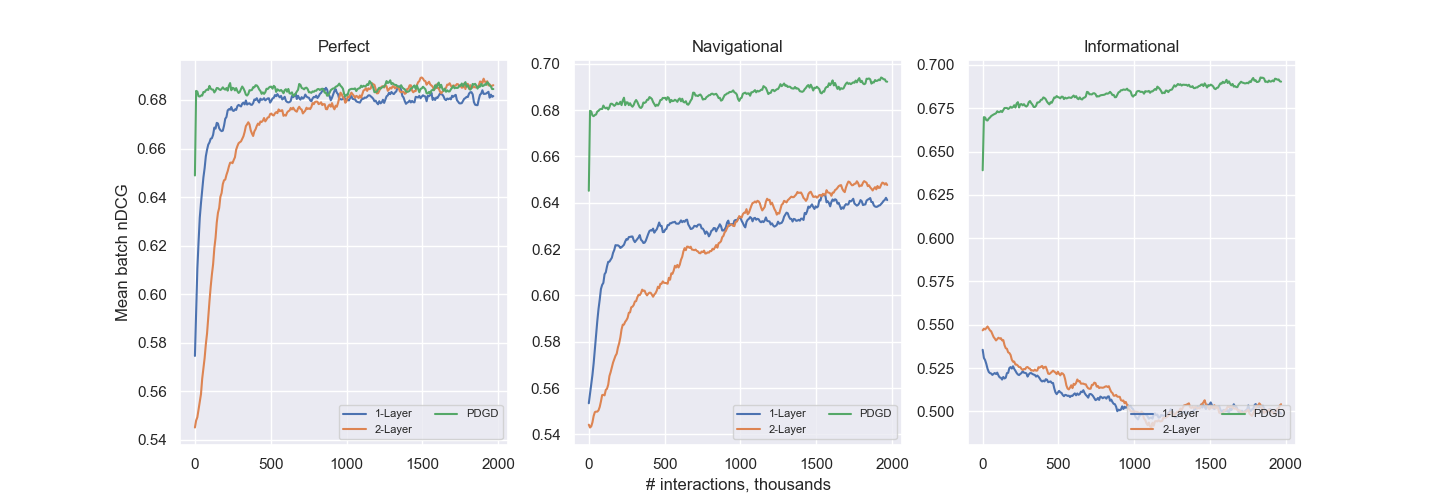 Perfect
Navigational
Informational
Mean batch nDCG
0.68
0.66
0.64
0.62
0.60
0.58
0.56
0.54
0 500 1000 1500 2000
1-Layer PDGD
2-Layer
0.70
0.68
0.66
0.64
0.62
0.60
0.58
0.56
0.54
0 500 1000 1500 2000
1-Layer PDGD
2-Layer
# interactions, thousands
0.700
0.675
0.650
0.625
0.600
0.575
0.550
0.525
0.500
0 500 1000 1500 2000
1-Layer PDGD
2-Layer